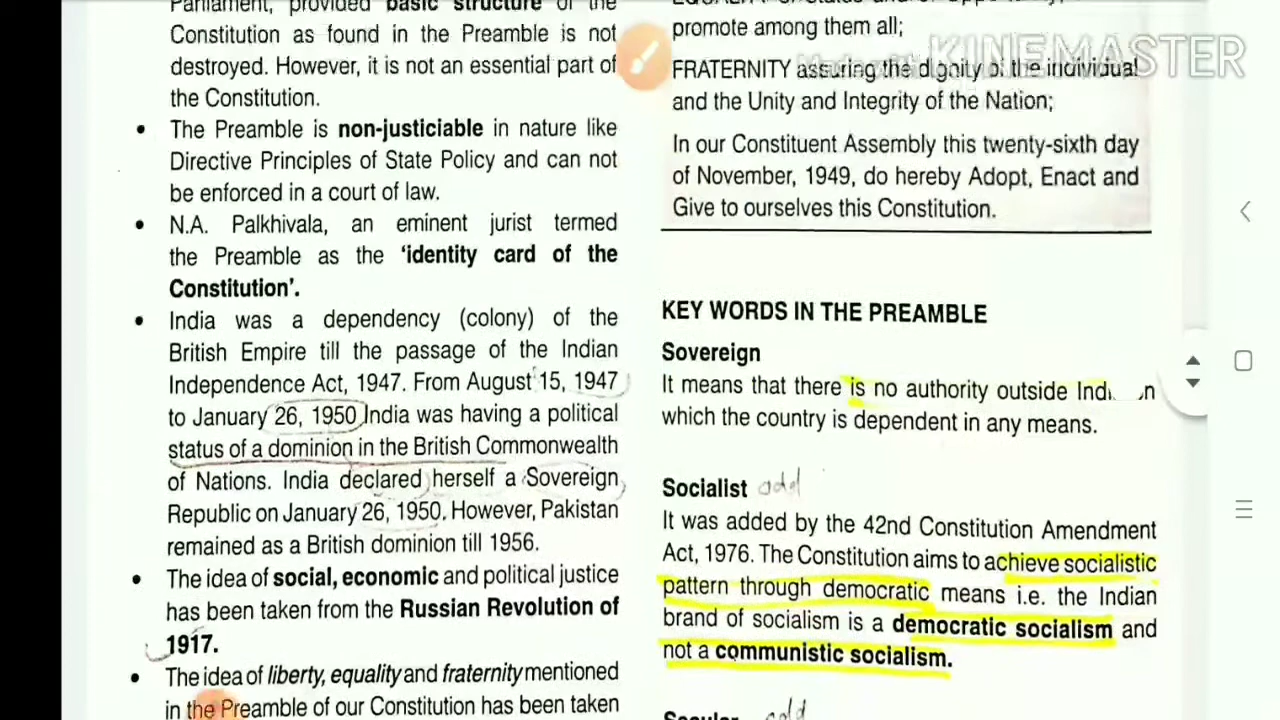 Parliament, provided basic structure of the
Constitution as found in the Preamble is not
destroyed. However, it is not an essential part of
the Constitution.
• The Preamble is non-justiciable in nature like
Directive Principles of State Policy and can not
be enforced in a court of law.
• N.A. Palkhivala, an eminent jurist termed
the Preamble as the 'identity card of the
Constitution'.
• India was a dependency (colony) of the
British Empire till the passage of the Indian
Independence Act, 1947. From August 15, 1947
to January 26, 1950 India was having a political
status of a dominion in the British Commonwealth
of Nations. India declared herself a Sovereign
Republic on January 26, 1950. However, Pakistan
remained as a British dominion till 1956.
• The idea of social, economic and political justice
has been taken from the Russian Revolution of
1917.
• The idea of liberty, equality and fraternity mentioned
in the Preamble of our Constitution has been taken
promote among them all;
KINEMASTER
FRATERNITY assuring the dignity of the individual
and the Unity and Integrity of the Nation;
In our Constituent Assembly this twenty-sixth day
of November, 1949, do hereby Adopt, Enact and
Give to ourselves this Constitution.
KEY WORDS IN THE PREAMBLE
Sovereign
It means that there is no authority outside
which the country is dependent in any means.
Socialist add
It was added by the 42nd Constitution Amendment
Act, 1976. The Constitution aims to achieve socialistic
pattern through democratic means i.e. the Indian
brand of socialism is a democratic socialism and
not a communistic socialism.
Secular add